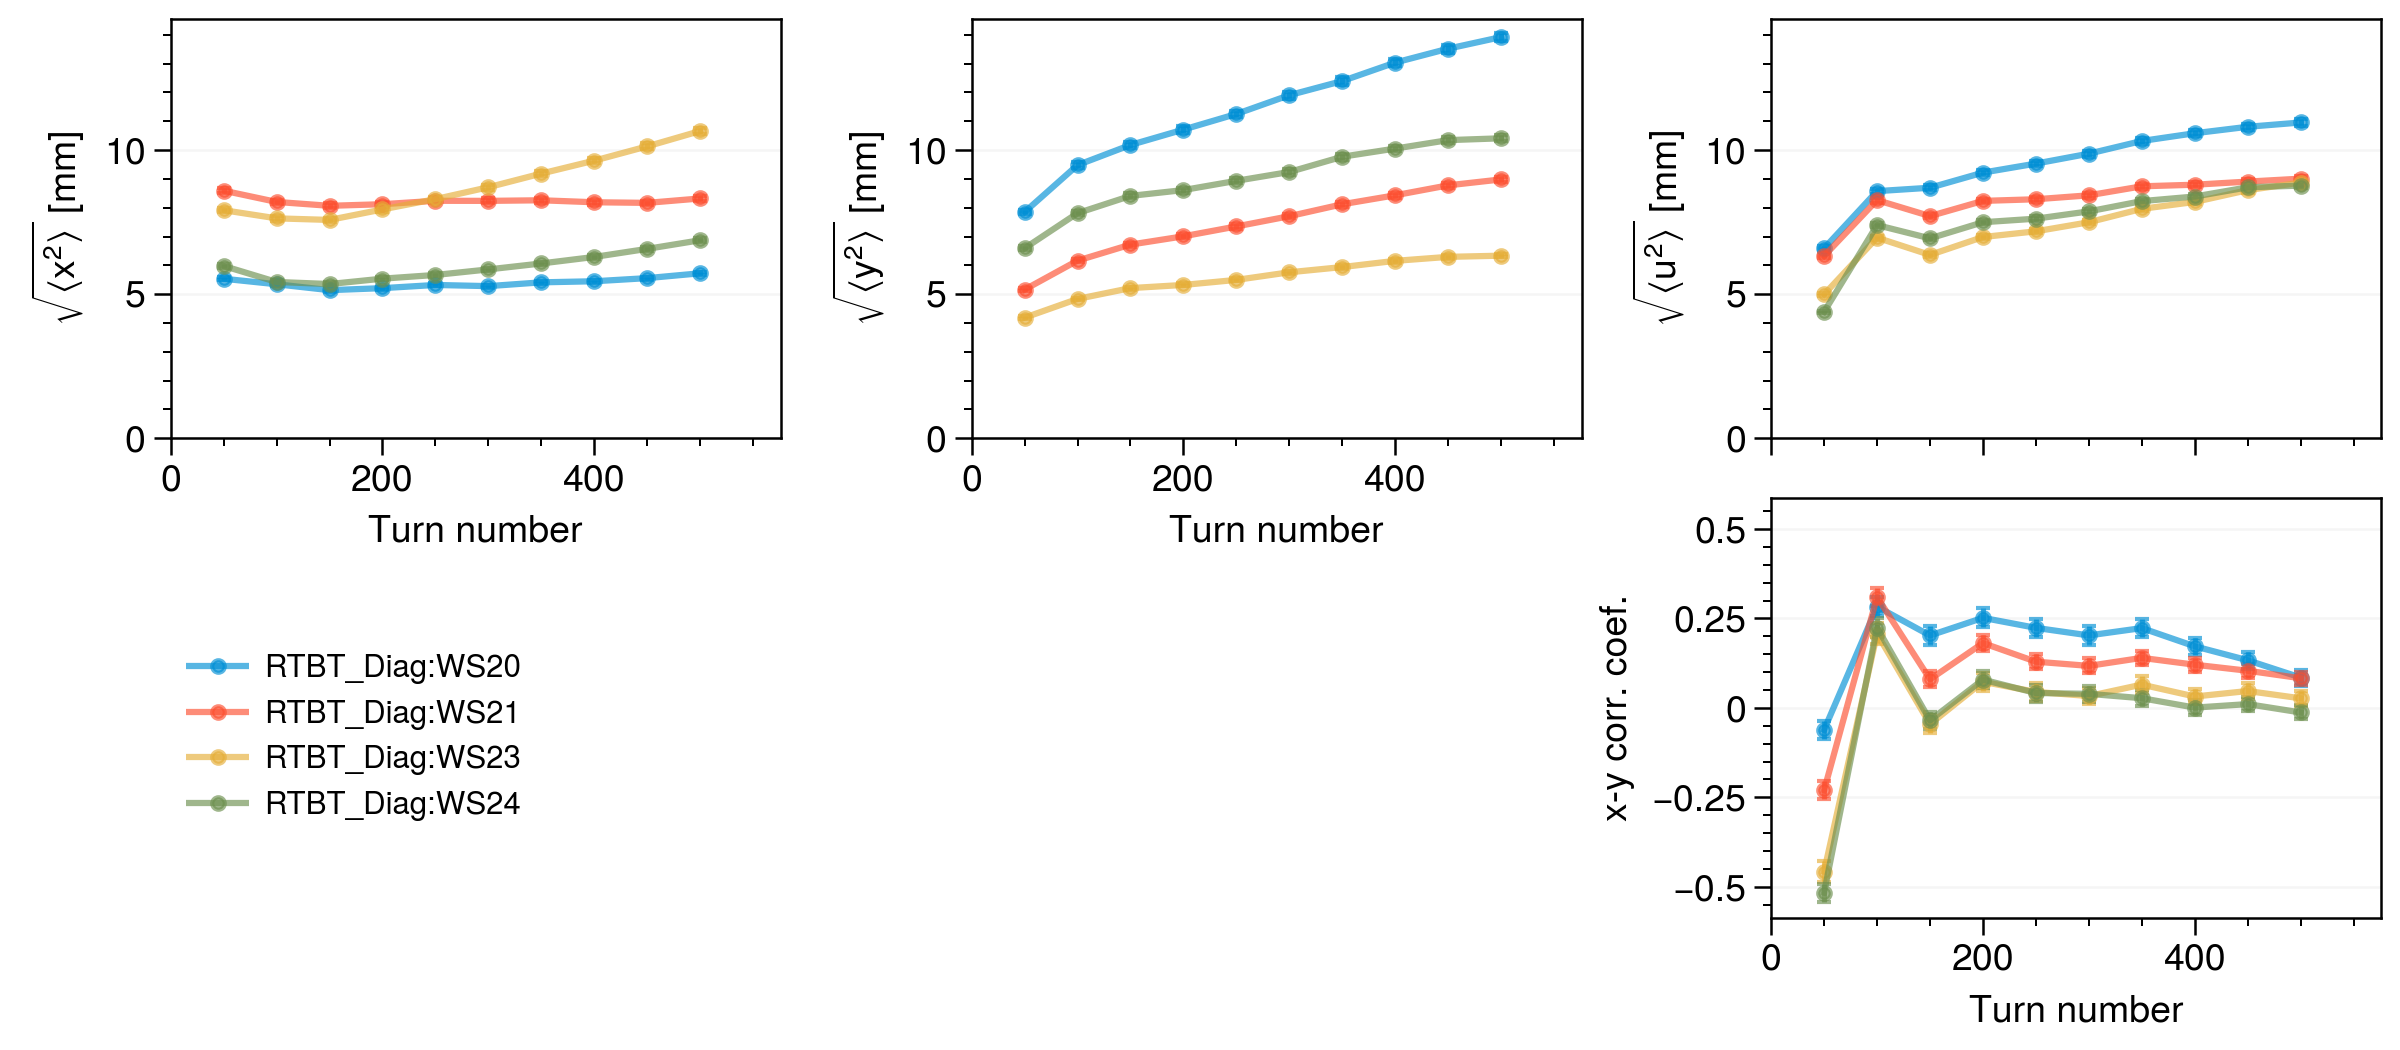 √⟨x²⟩ [mm]
10
5
0
0 200 400
Turn number
√⟨y²⟩ [mm]
10
5
0
0 200 400
Turn number
√⟨u²⟩ [mm]
10
5
0
x-y corr. coef.
0.5
0.25
0
−0.25
−0.5
0 200 400
Turn number
RTBT_Diag:WS20
RTBT_Diag:WS21
RTBT_Diag:WS23
RTBT_Diag:WS24